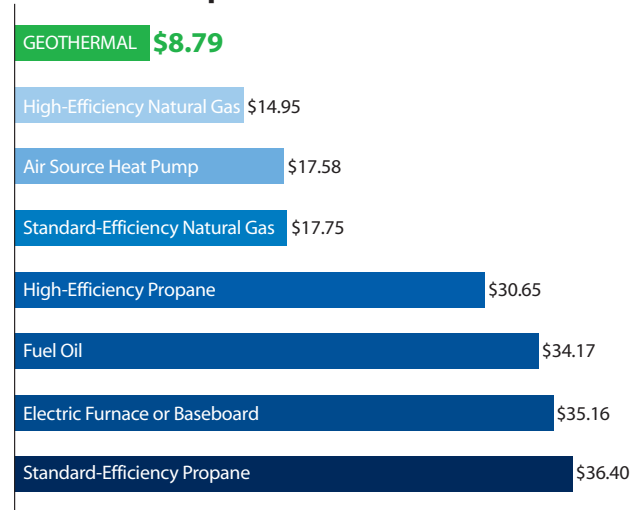 GEOTHERMAL $8.79
High-Efficiency Natural Gas $14.95
Air Source Heat Pump $17.58
Standard-Efficiency Natural Gas $17.75
High-Efficiency Propane $30.65
Fuel Oil $34.17
Electric Furnace or Baseboard $35.16
Standard-Efficiency Propane $36.40